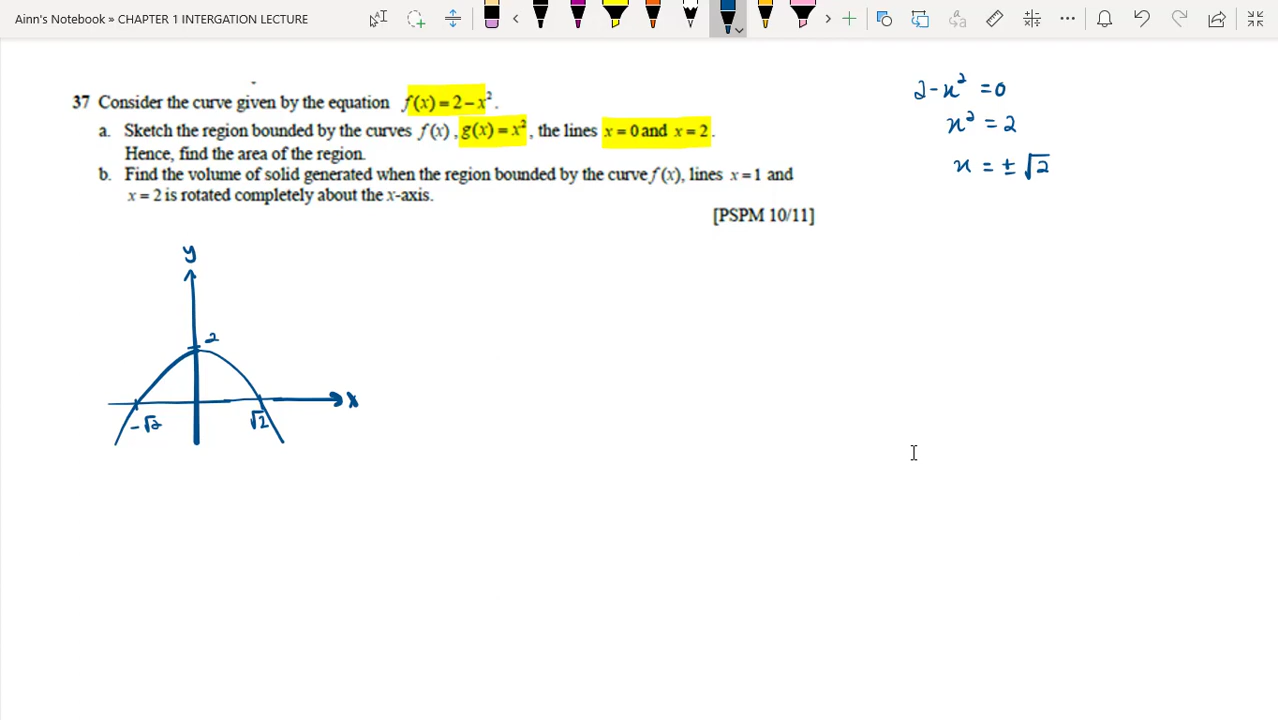 Ainn's Notebook » CHAPTER 1 INTERGATION LECTURE
37 Consider the curve given by the equation f(x) = 2 − x².
a. Sketch the region bounded by the curves f(x), g(x) = x², the lines x = 0 and x = 2.
Hence, find the area of the region.
b. Find the volume of solid generated when the region bounded by the curve f(x), lines x = 1 and
x = 2 is rotated completely about the x-axis.
[PSPM 10/11]
2 - x² = 0
x² = 2
x = ± √2
y
2
x
-√2
√2